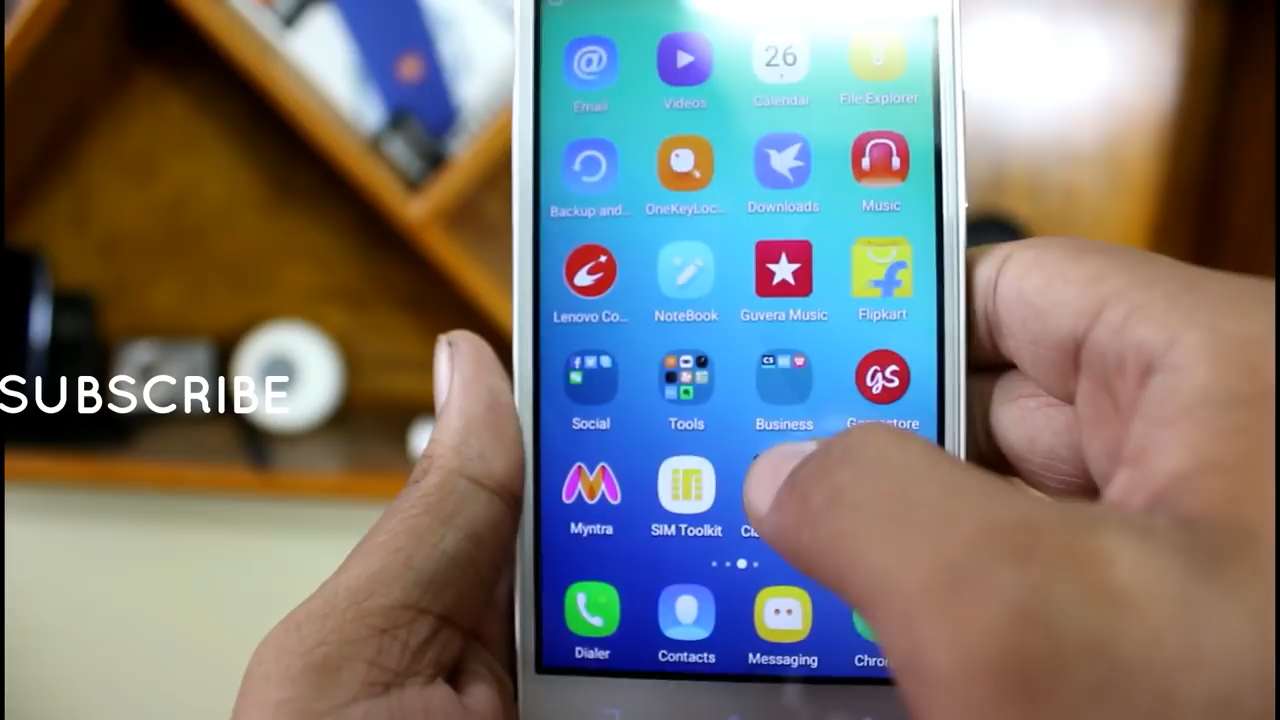 Email Videos Calendar File Explorer
26
Backup and... OneKeyLoc... Downloads Music
Lenovo Co... NoteBook Guvera Music Flipkart
Social Tools Business
gs
Myntra SIM Toolkit
Dialer Contacts Messaging
SUBSCRIBE